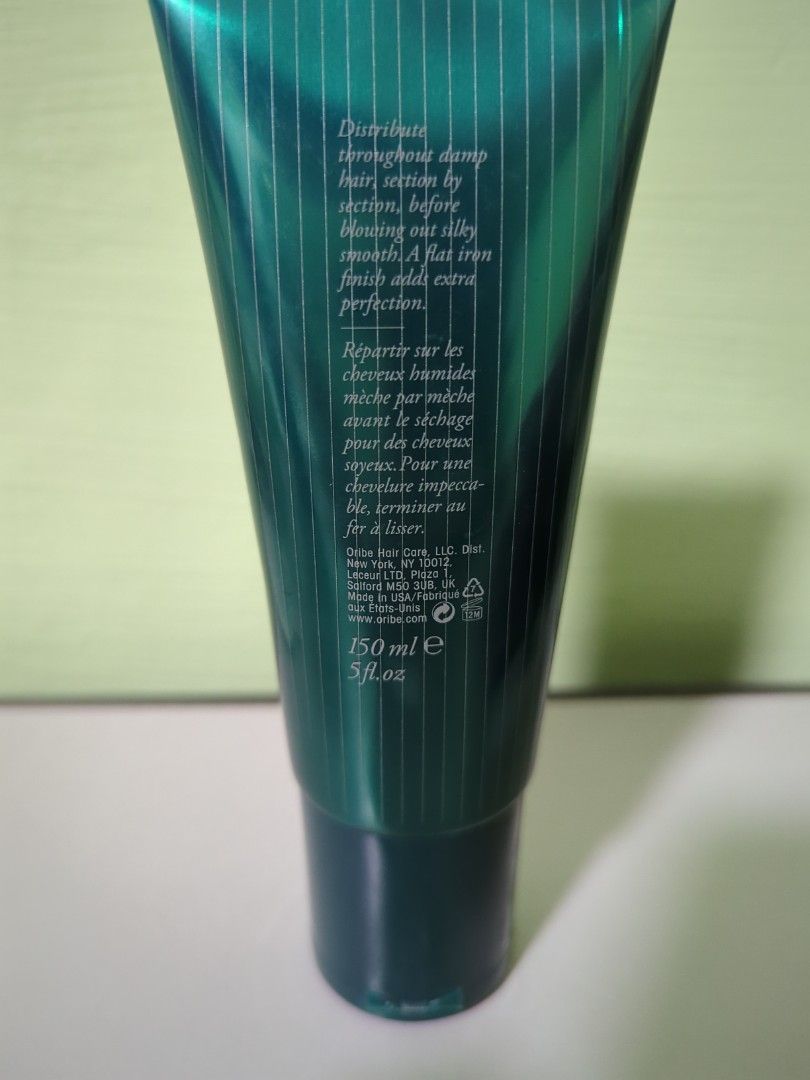 Distribute
throughout damp
hair, section by
section, before
blowing out silky
smooth. A flat iron
finish adds extra
perfection.
Répartir sur les
cheveux humides
mèche par mèche
avant le séchage
pour des cheveux
soyeux. Pour une
chevelure impecca-
ble, terminer au
fer à lisser.
Oribe Hair Care, LLC. Dist.
New York, NY 10012,
Leceur LTD, Plaza 1,
Salford M50 3UB, UK
Made in USA/Fabriqué
aux États-Unis
www.oribe.com
7
12M
150 ml e
5 fl. oz